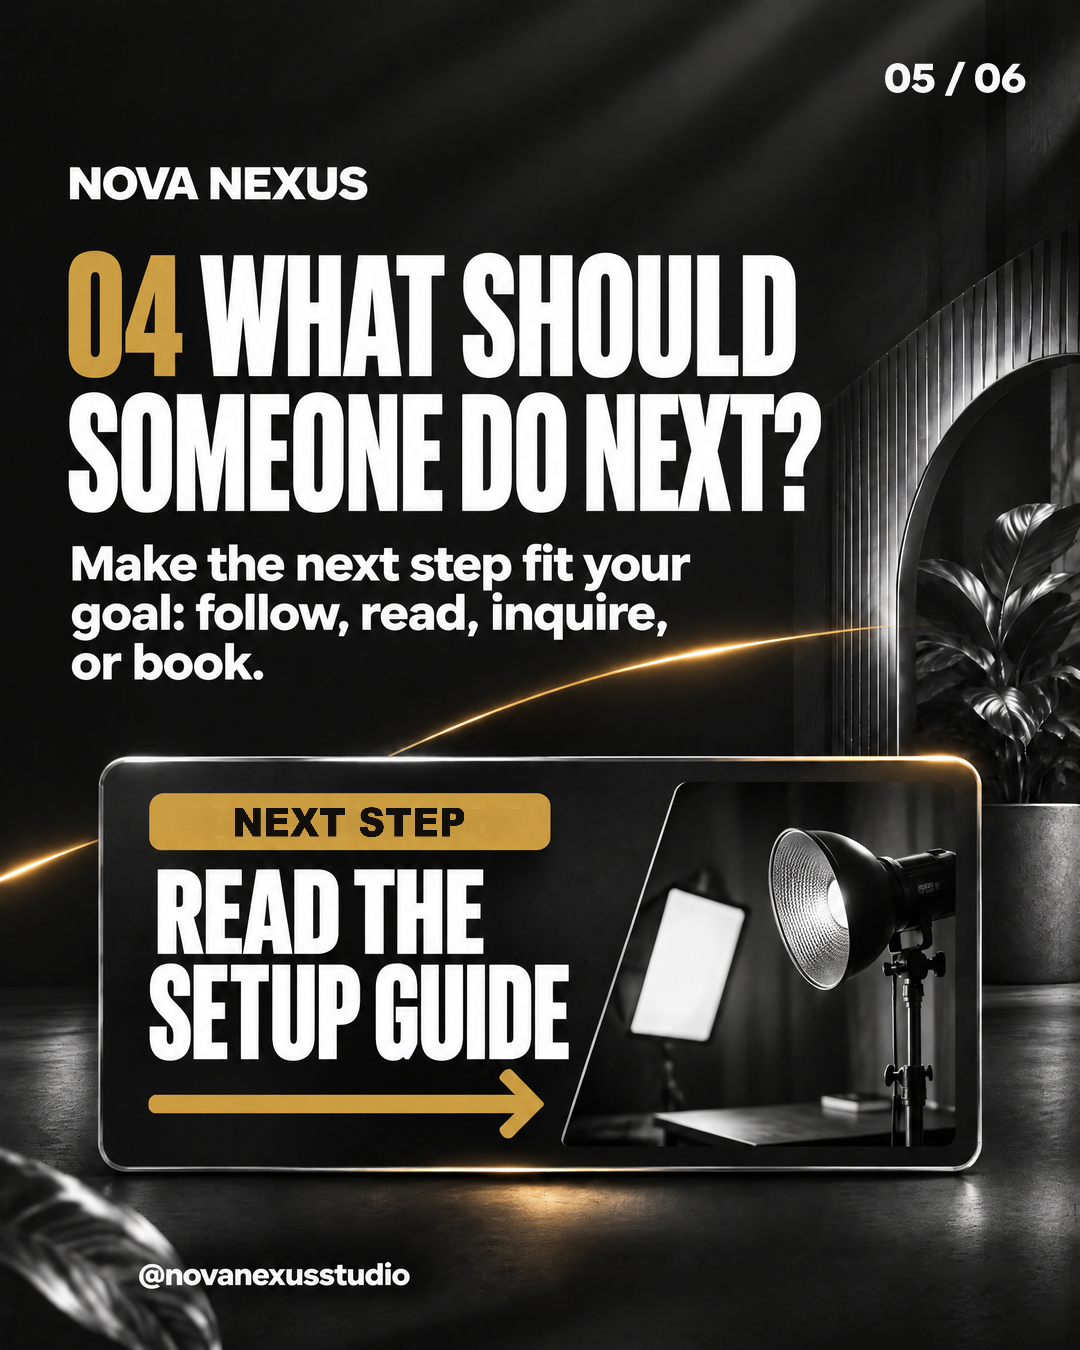 05 / 06
NOVA NEXUS
04 WHAT SHOULD
SOMEONE DO NEXT?
Make the next step fit your
goal: follow, read, inquire,
or book.
NEXT STEP
READ THE
SETUP GUIDE
@novanexusstudio